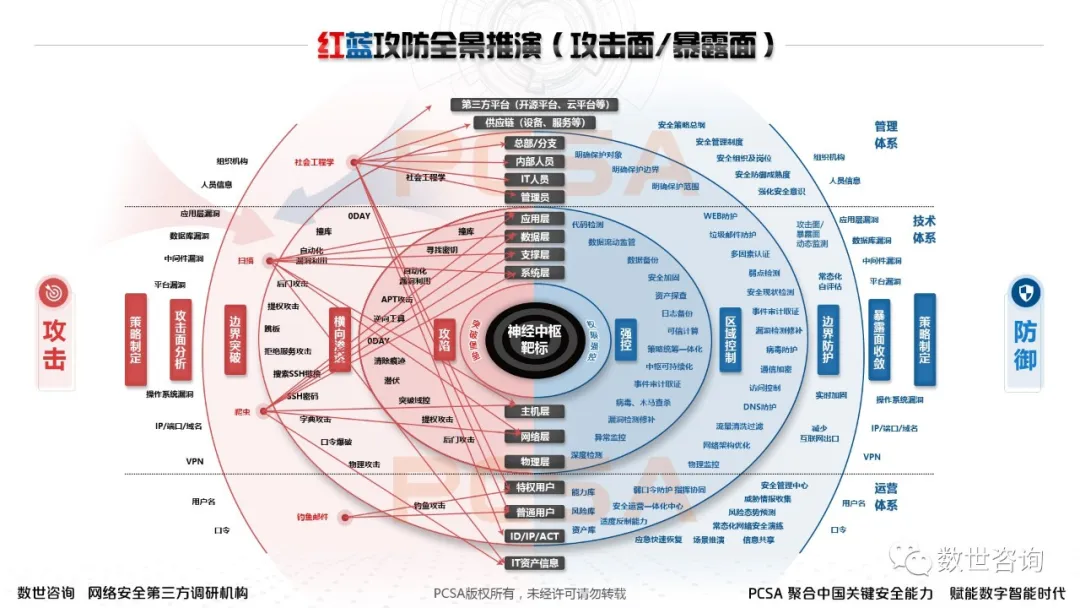 红蓝攻防全景推演（攻击面/暴露面）
第三方平台（开源平台、云平台等）
供应链（设备、服务等）
总部/分支
内部人员
IT人员
管理员
应用层
数据层
支撑层
系统层
神经中枢
靶标
主机层
网络层
物理层
特权用户
普通用户
ID/IP/ACT
IT资产信息
攻击
策略制定
攻击面分析
边界突破
横向渗透
攻陷
组织机构
人员信息
应用层漏洞
数据库漏洞
中间件漏洞
平台漏洞
操作系统漏洞
IP/端口/域名
VPN
用户名
口令
社会工程学
扫描
爬虫
钓鱼邮件
社会工程学
0DAY
撞库
自动化
漏洞利用
后门攻击
提权攻击
跳板
拒绝服务攻击
搜索SSH链接
SSH密码
字典攻击
口令爆破
物理攻击
撞库
寻找密钥
自动化
漏洞利用
APT攻击
逆向工具
0DAY
清除痕迹
潜伏
突破域控
提权攻击
后门攻击
钓鱼攻击
权限强控
强控
区域控制
边界防护
暴露面收敛
策略制定
防御
管理
体系
技术
体系
运营
体系
安全策略总纲
安全管理制度
安全组织及岗位
安全防御成熟度
强化安全意识
明确保护对象
明确保护边界
明确保护范围
组织机构
人员信息
代码检测
数据流动监管
数据备份
安全加固
资产探查
日志备份
可信计算
策略统筹一体化
中枢可持续化
事件审计取证
病毒、木马查杀
漏洞检测修补
异常监控
深度检测
WEB防护
垃圾邮件防护
多因素认证
弱点检测
安全现状检测
事件审计取证
漏洞检测修补
病毒防护
通信加密
访问控制
DNS防护
流量清洗过滤
网络架构优化
物理监控
攻击面/
暴露面
动态监测
常态化
自评估
实时加固
减少
互联网出口
应用层漏洞
数据库漏洞
中间件漏洞
平台漏洞
操作系统漏洞
IP/端口/域名
VPN
用户名
口令
能力库
风险库
资产库
弱口令防护
指挥协同
安全运营一体化中心
适度反制能力
应急快速恢复
场景推演
信息共享
安全管理中心
威胁情报收集
风险态势预测
常态化网络安全演练
PCSA
PCSA
数世咨询
数世咨询 网络安全第三方调研机构
PCSA版权所有，未经许可请勿转载
PCSA 聚合中国关键安全能力 赋能数字智能时代